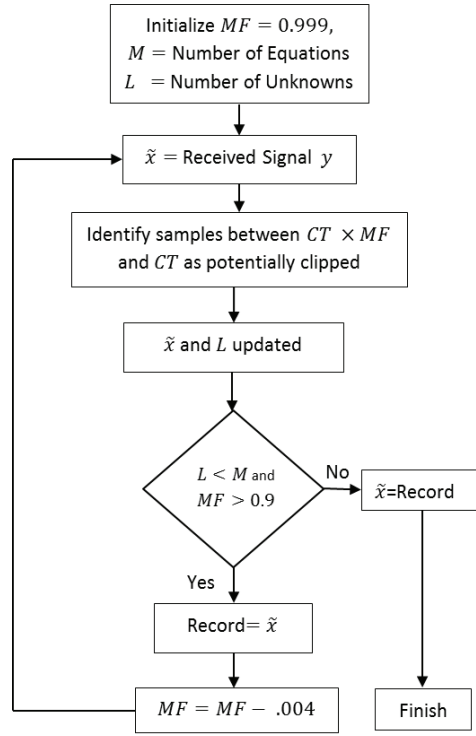 Initialize MF = 0.999,
M = Number of Equations
L = Number of Unknowns
x̃ = Received Signal y
Identify samples between CT × MF
and CT as potentially clipped
x̃ and L updated
L < M and
MF > 0.9
No
x̃=Record
Yes
Record= x̃
MF = MF − .004
Finish